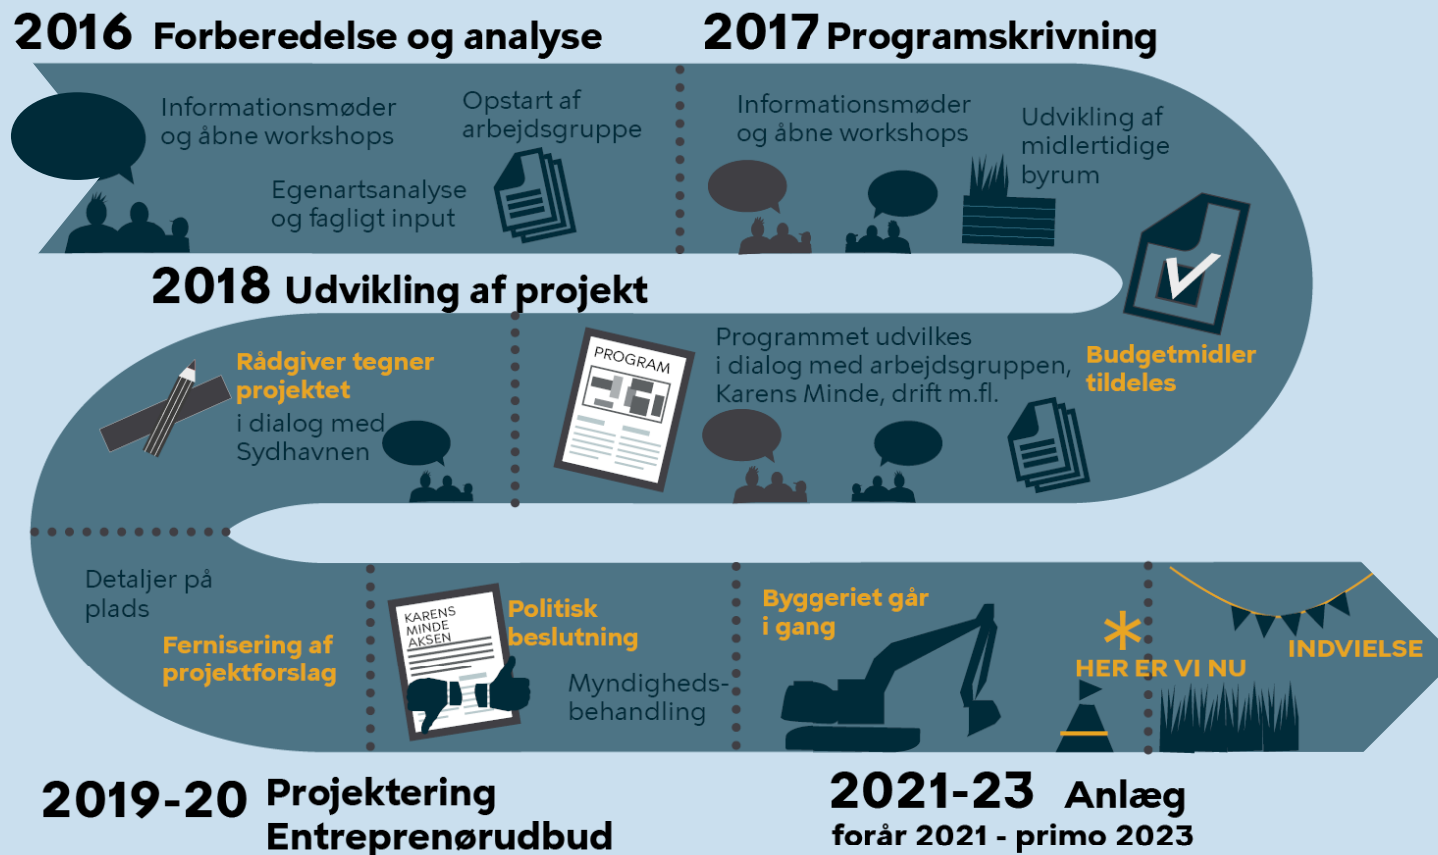 2016 Forberedelse og analyse
2017 Programskrivning
Informationsmøder
og åbne workshops
Opstart af
arbejdsgruppe
Egenartsanalyse
og fagligt input
Informationsmøder
og åbne workshops
Udvikling af
midlertidige
byrum
Budgetmidler
tildeles
2018 Udvikling af projekt
Programmet udvilkes
i dialog med arbejdsgruppen,
Karens Minde, drift m.fl.
PROGRAM
Rådgiver tegner
projektet
i dialog med
Sydhavnen
Detaljer på
plads
Fernisering af
projektforslag
KARENS
MINDE
AKSEN
Politisk
beslutning
Myndigheds-
behandling
Byggeriet går
i gang
HER ER VI NU
INDVIELSE
2019-20 Projektering
Entreprenørudbud
2021-23 Anlæg
forår 2021 - primo 2023